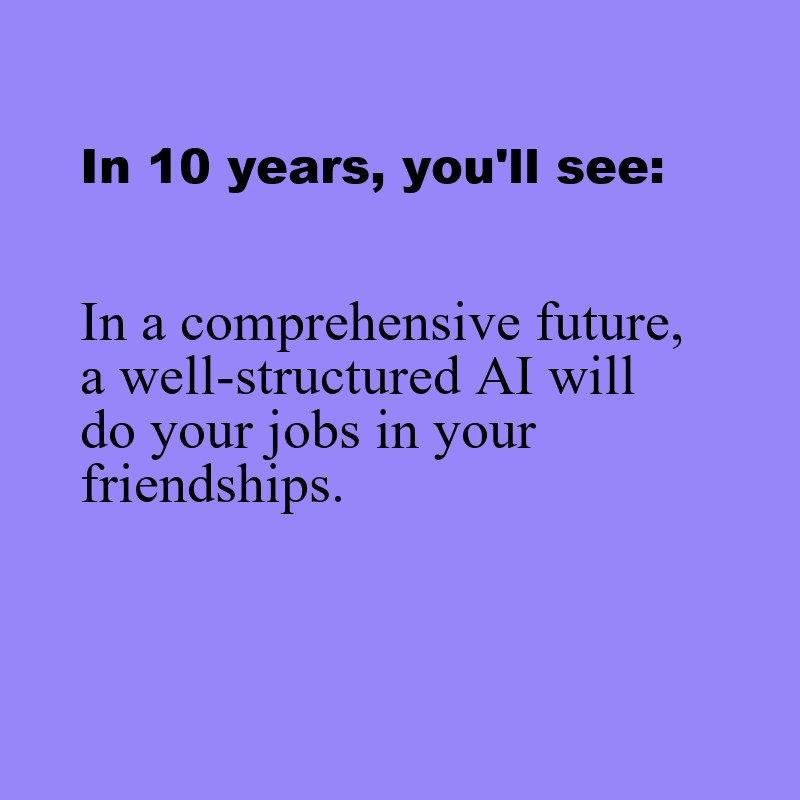 In 10 years, you'll see:
In a comprehensive future,
a well-structured AI will
do your jobs in your
friendships.